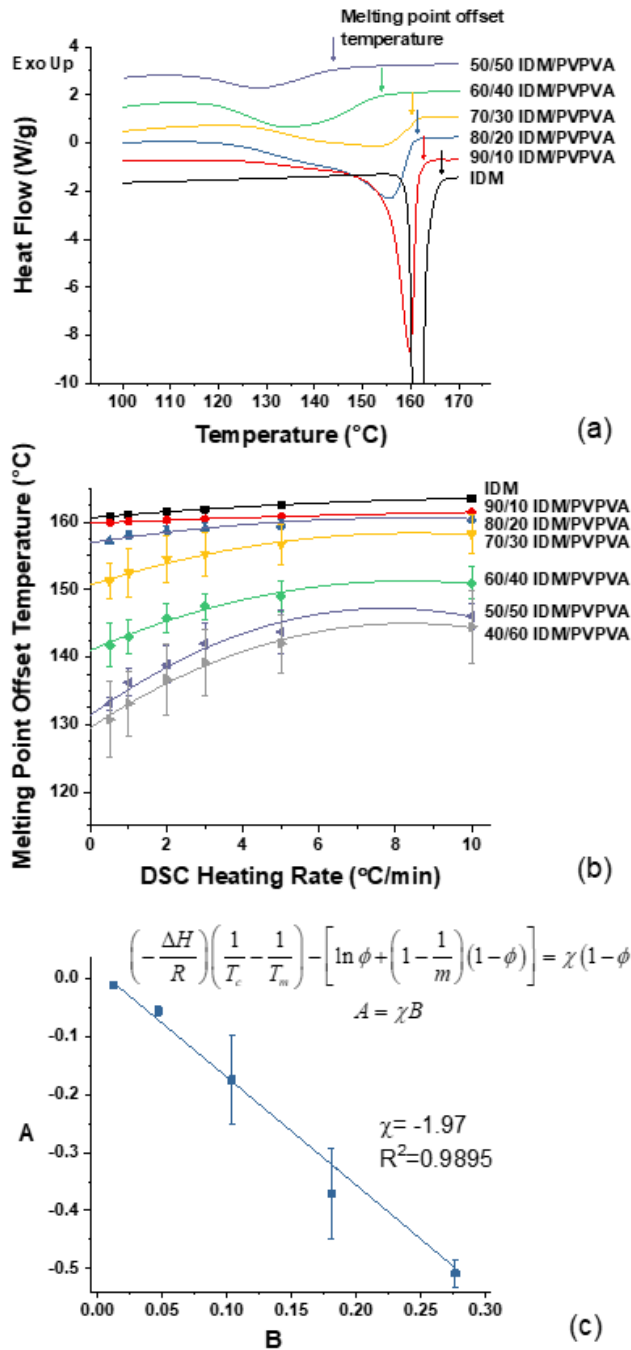 Melting point offset
temperature
Exo Up
4
2
0
-2
-4
-6
-8
-10
Heat Flow (W/g)
50/50 IDM/PVPVA
60/40 IDM/PVPVA
70/30 IDM/PVPVA
80/20 IDM/PVPVA
90/10 IDM/PVPVA
IDM
100 110 120 130 140 150 160 170
Temperature (°C)
(a)
Melting Point Offset Temperature (°C)
160
150
140
130
120
IDM
90/10 IDM/PVPVA
80/20 IDM/PVPVA
70/30 IDM/PVPVA
60/40 IDM/PVPVA
50/50 IDM/PVPVA
40/60 IDM/PVPVA
0 2 4 6 8 10
DSC Heating Rate (°C/min)
(b)
(-ΔH/R)(1/T_c - 1/T_m) - [ln ϕ + (1 - 1/m)(1 - ϕ)] = χ(1 - ϕ
A = χB
0.0
-0.1
-0.2
-0.3
-0.4
-0.5
A
χ= -1.97
R²=0.9895
0.00 0.05 0.10 0.15 0.20 0.25 0.30
B
(c)